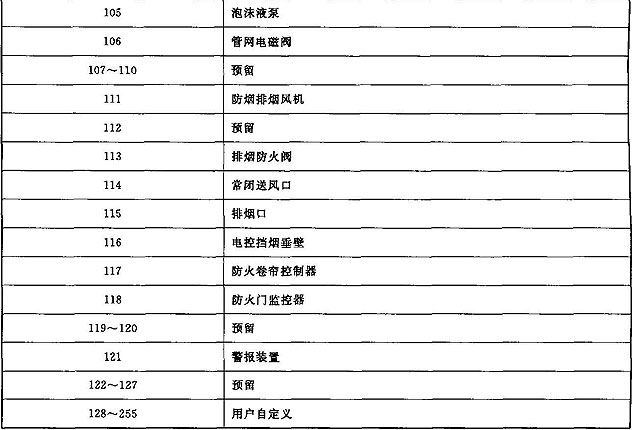 105 泡沫液泵
106 管网电磁阀
107～110 预留
111 防烟排烟风机
112 预留
113 排烟防火阀
114 常闭送风口
115 排烟口
116 电控挡烟垂壁
117 防火卷帘控制器
118 防火门监控器
119～120 预留
121 警报装置
122～127 预留
128～255 用户自定义